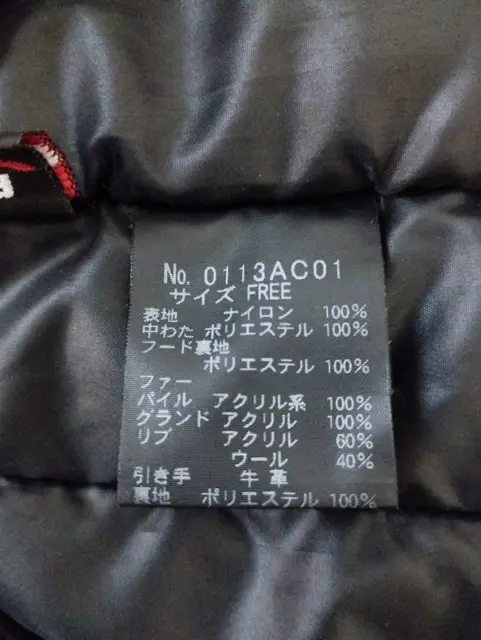 No. 0113AC01
サイズ FREE
表地 ナイロン 100%
中わた ポリエステル 100%
フード裏地
ポリエステル 100%
ファー
パイル アクリル系 100%
グランド アクリル 100%
リブ アクリル 60%
ウール 40%
引き手 牛革
裏地 ポリエステル 100%